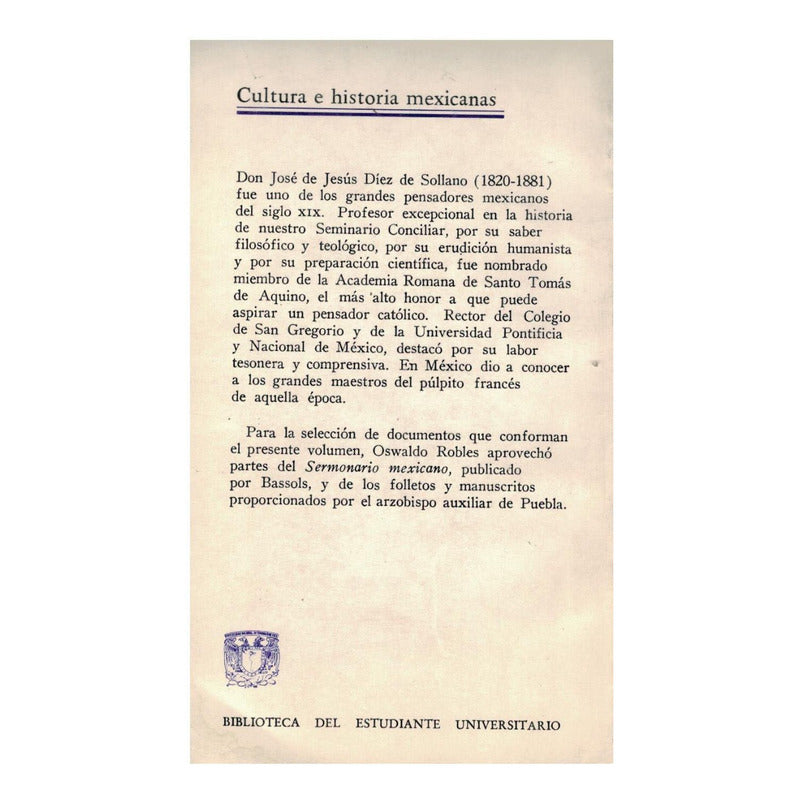 Cultura e historia mexicanas
Don José de Jesús Díez de Sollano (1820-1881)
fue uno de los grandes pensadores mexicanos
del siglo XIX. Profesor excepcional en la historia
de nuestro Seminario Conciliar, por su saber
filosófico y teológico, por su erudición humanista
y por su preparación científica, fue nombrado
miembro de la Academia Romana de Santo Tomás
de Aquino, el más alto honor a que puede
aspirar un pensador católico. Rector del Colegio
de San Gregorio y de la Universidad Pontificia
y Nacional de México, destacó por su labor
tesonera y comprensiva. En México dio a conocer
a los grandes maestros del púlpito francés
de aquella época.
Para la selección de documentos que conforman
el presente volumen, Oswaldo Robles aprovechó
partes del Sermonario mexicano, publicado
por Bassols, y de los folletos y manuscritos
proporcionados por el arzobispo auxiliar de Puebla.
BIBLIOTECA DEL ESTUDIANTE UNIVERSITARIO